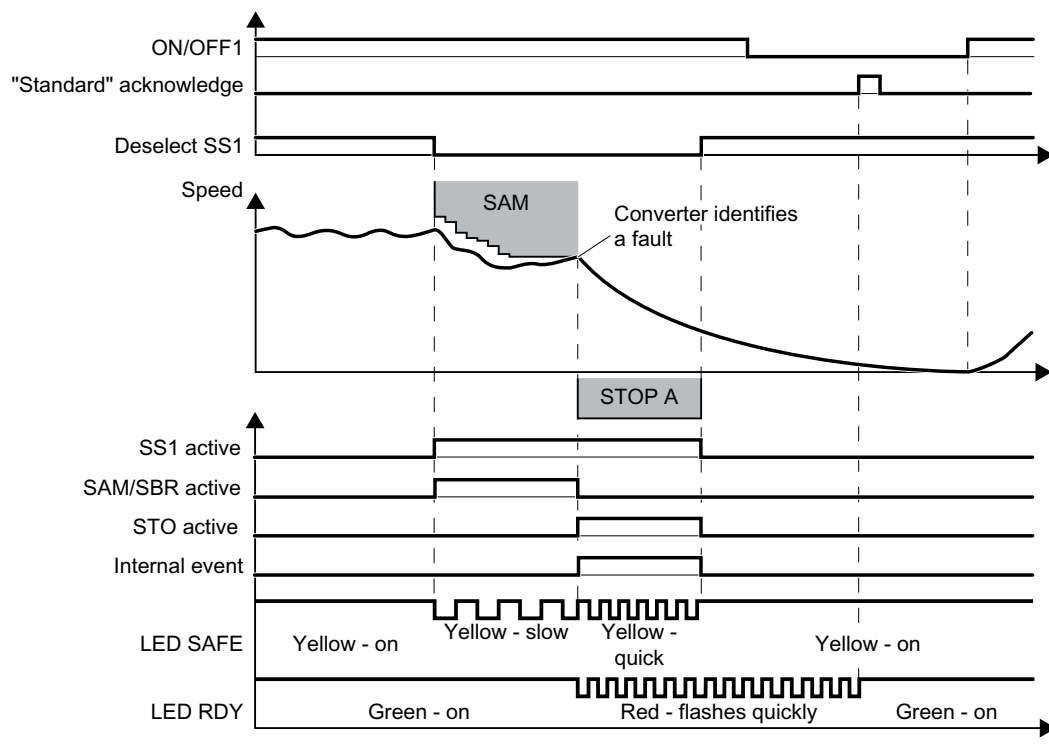 ON/OFF1
"Standard" acknowledge
Deselect SS1
Speed
SAM
Converter identifies
a fault
STOP A
SS1 active
SAM/SBR active
STO active
Internal event
LED SAFE
Yellow - on
Yellow - slow
Yellow -
quick
Yellow - on
LED RDY
Green - on
Red - flashes quickly
Green - on